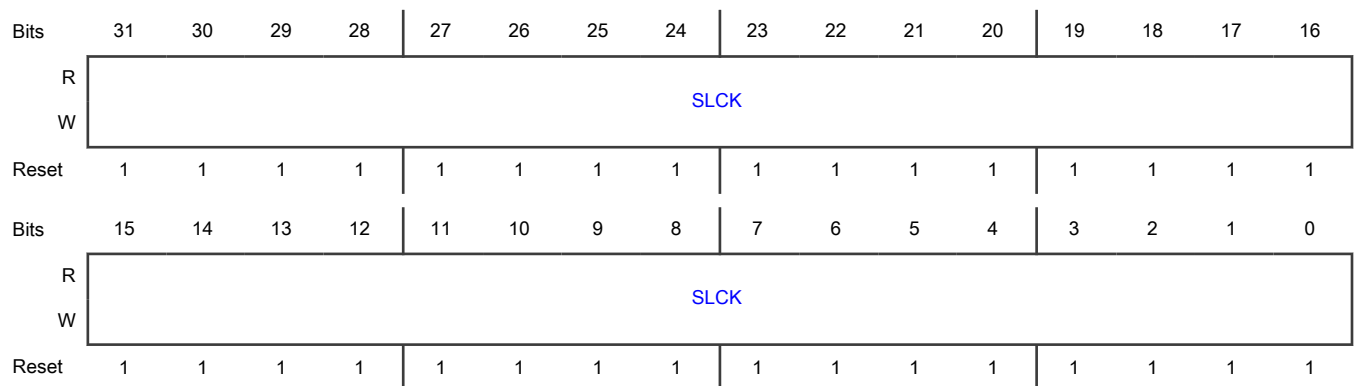 Bits 31 30 29 28 27 26 25 24 23 22 21 20 19 18 17 16
R
SLCK
W
Reset 1 1 1 1 1 1 1 1 1 1 1 1 1 1 1 1
Bits 15 14 13 12 11 10 9 8 7 6 5 4 3 2 1 0
R
SLCK
W
Reset 1 1 1 1 1 1 1 1 1 1 1 1 1 1 1 1